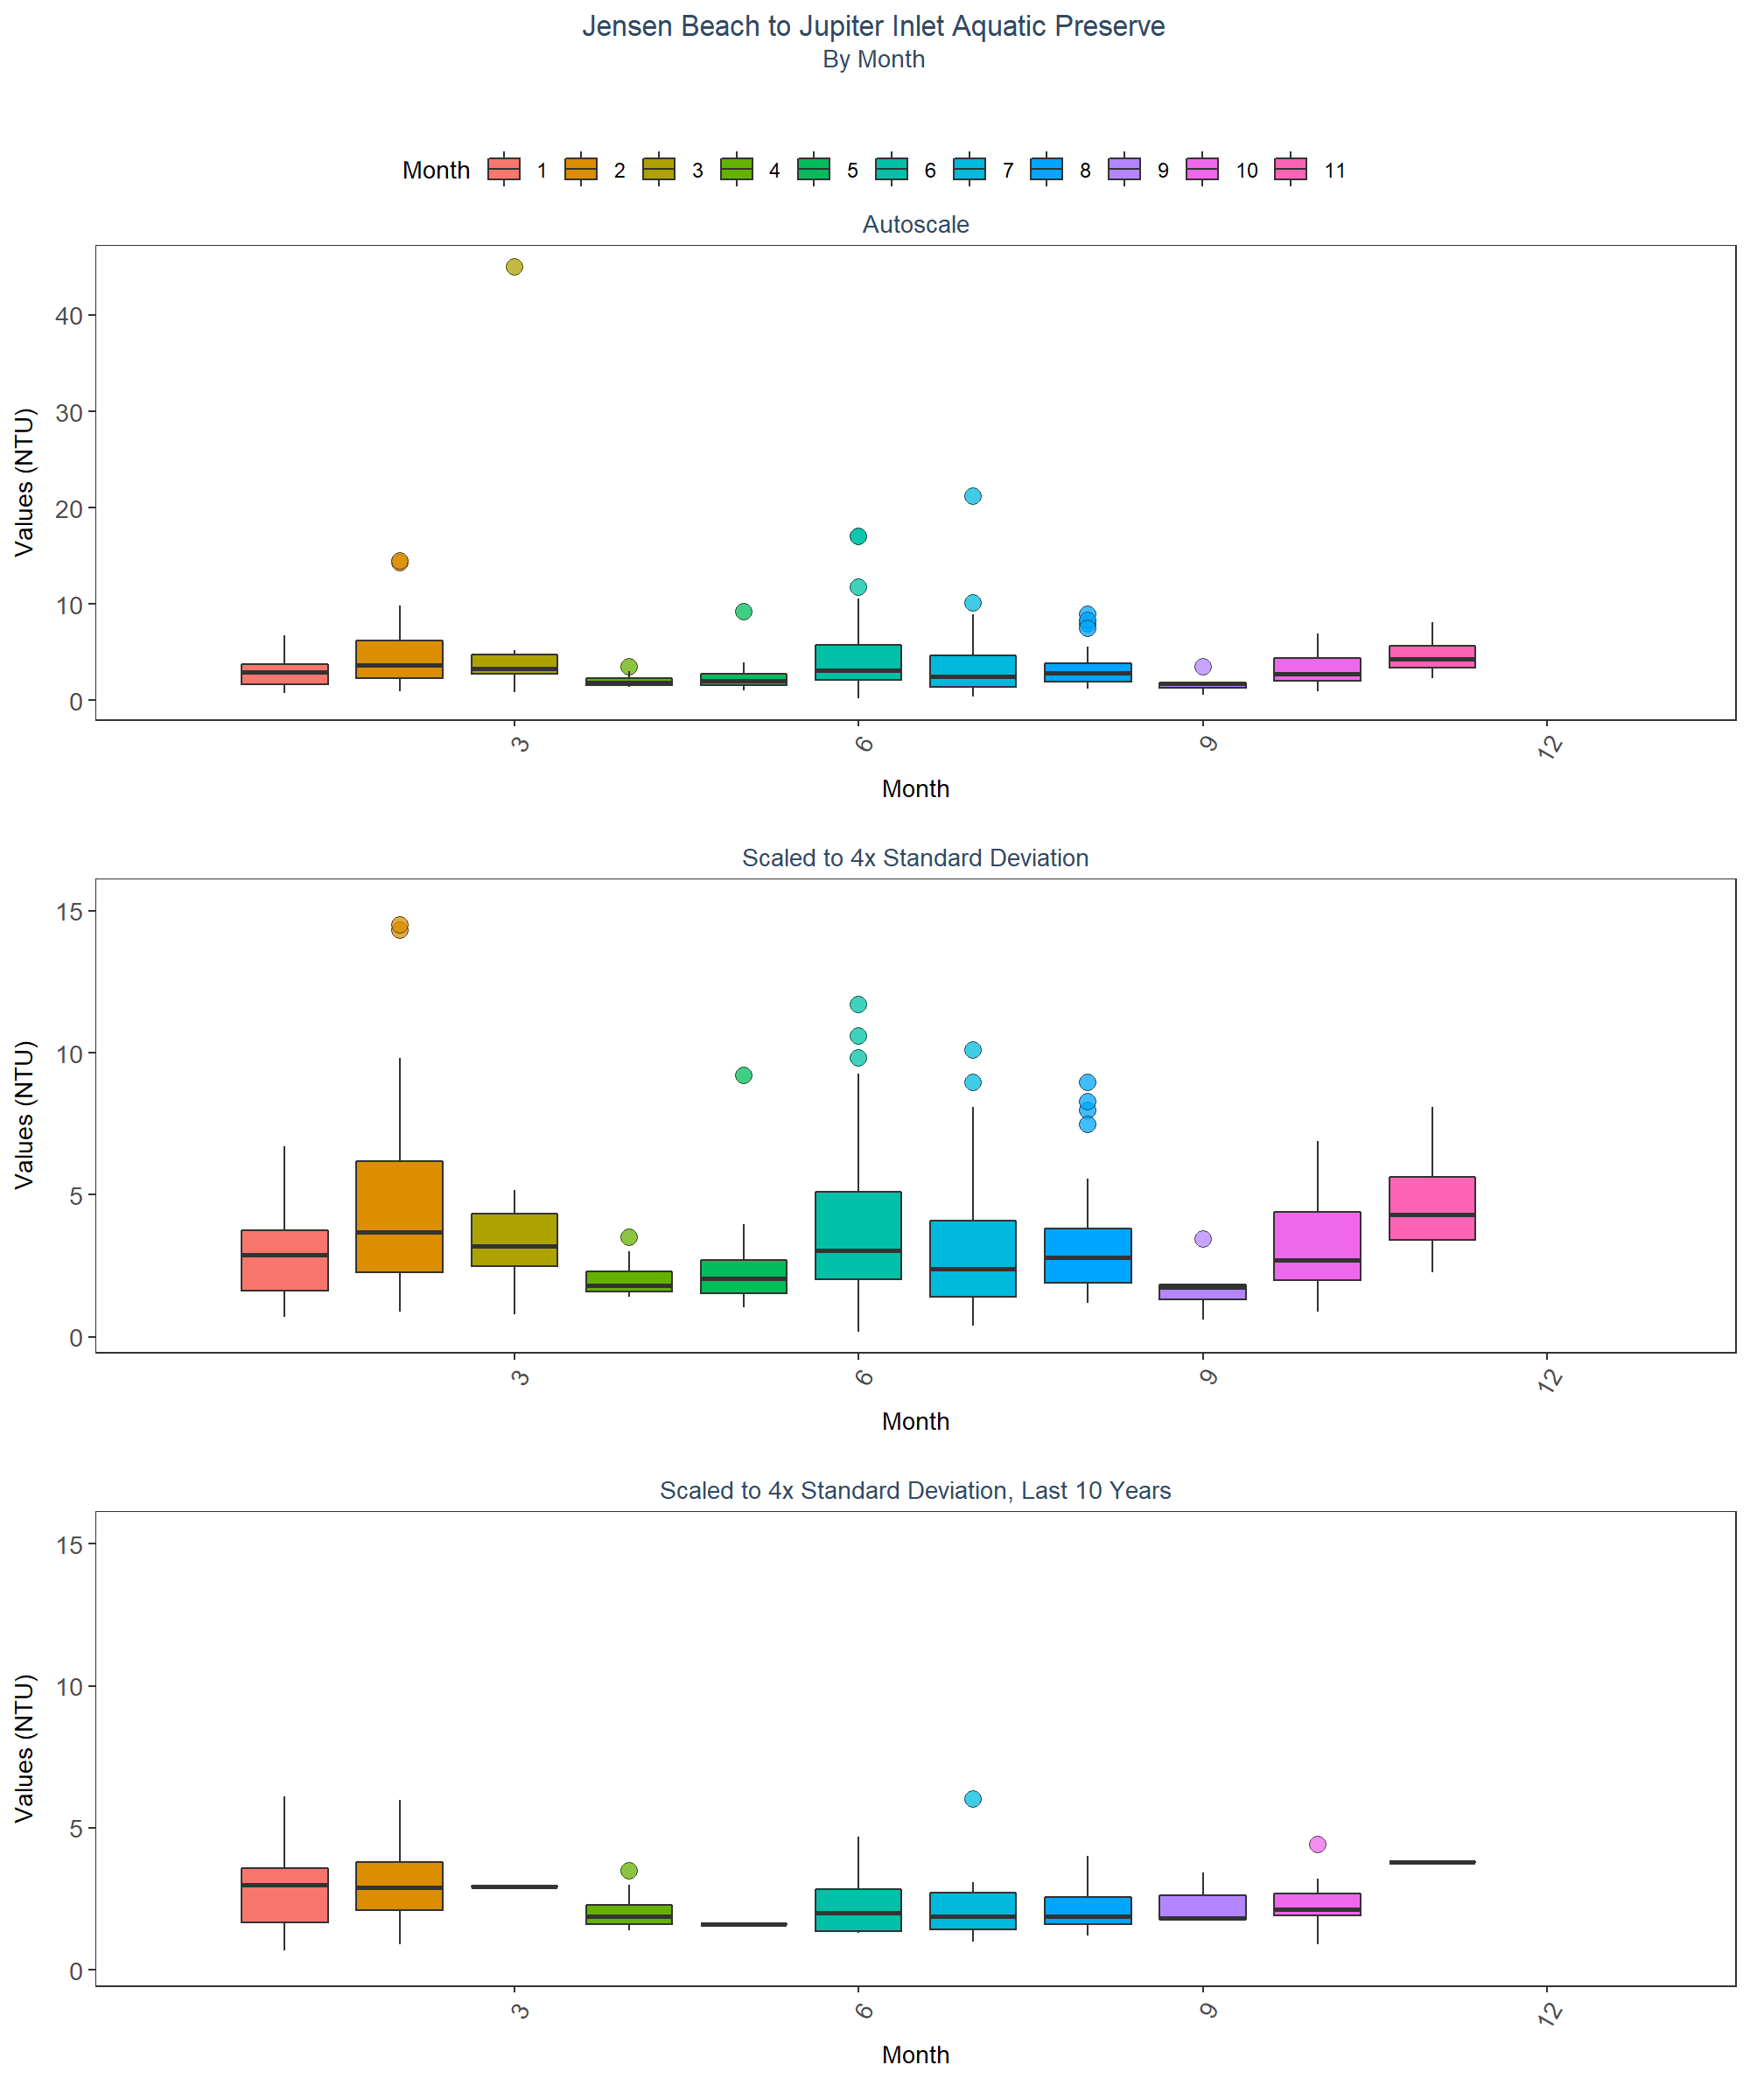 Jensen Beach to Jupiter Inlet Aquatic Preserve
By Month
Month 1 2 3 4 5 6 7 8 9 10 11
Autoscale
Values (NTU)
40
30
20
10
0
3 6 9 12
Month
Scaled to 4x Standard Deviation
Values (NTU)
15
10
5
0
3 6 9 12
Month
Scaled to 4x Standard Deviation, Last 10 Years
Values (NTU)
15
10
5
0
3 6 9 12
Month